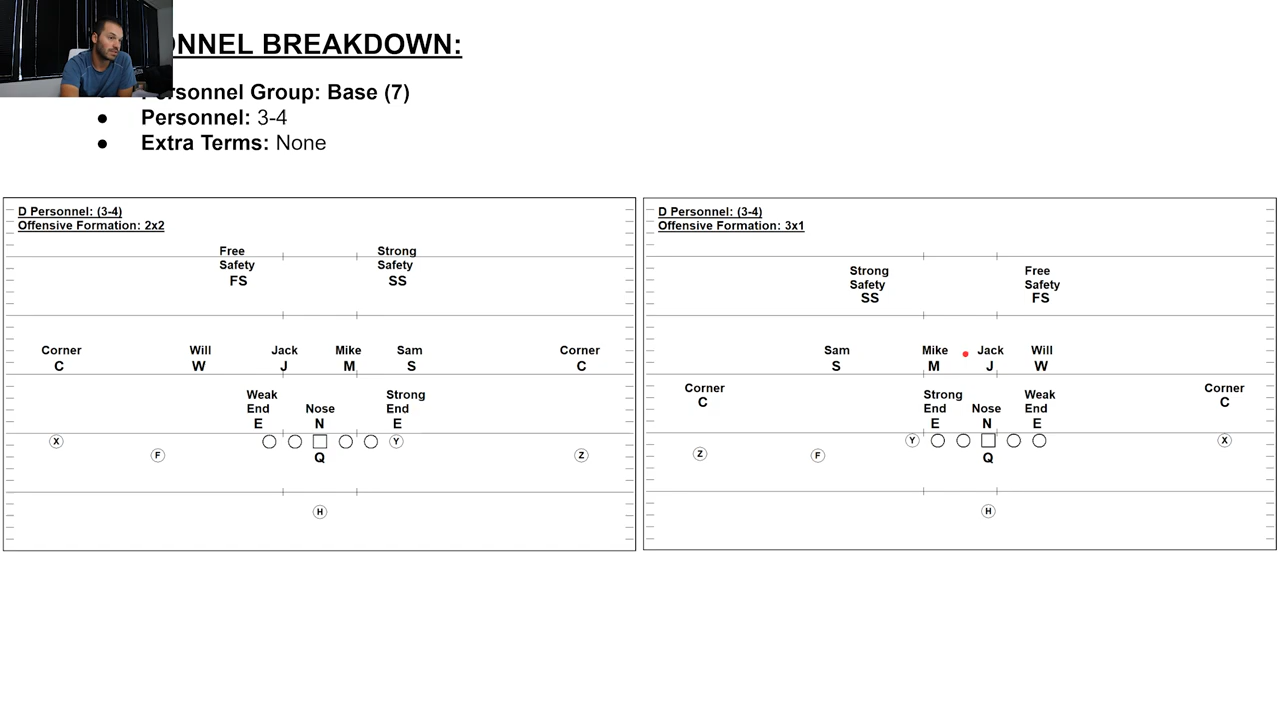 ONNEL BREAKDOWN:
ersonnel Group: Base (7)
Personnel: 3-4
Extra Terms: None
D Personnel: (3-4)
Offensive Formation: 2x2
Free
Safety
FS
Strong
Safety
SS
Corner
C
Will
W
Jack
J
Mike
M
Sam
S
Corner
C
Weak
End
E
Nose
N
Strong
End
E
X
Y
F
Q
Z
H
D Personnel: (3-4)
Offensive Formation: 3x1
Strong
Safety
SS
Free
Safety
FS
Sam
S
Mike
M
Jack
J
Will
W
Corner
C
Strong
End
E
Nose
N
Weak
End
E
Corner
C
Y
X
Z
F
Q
H